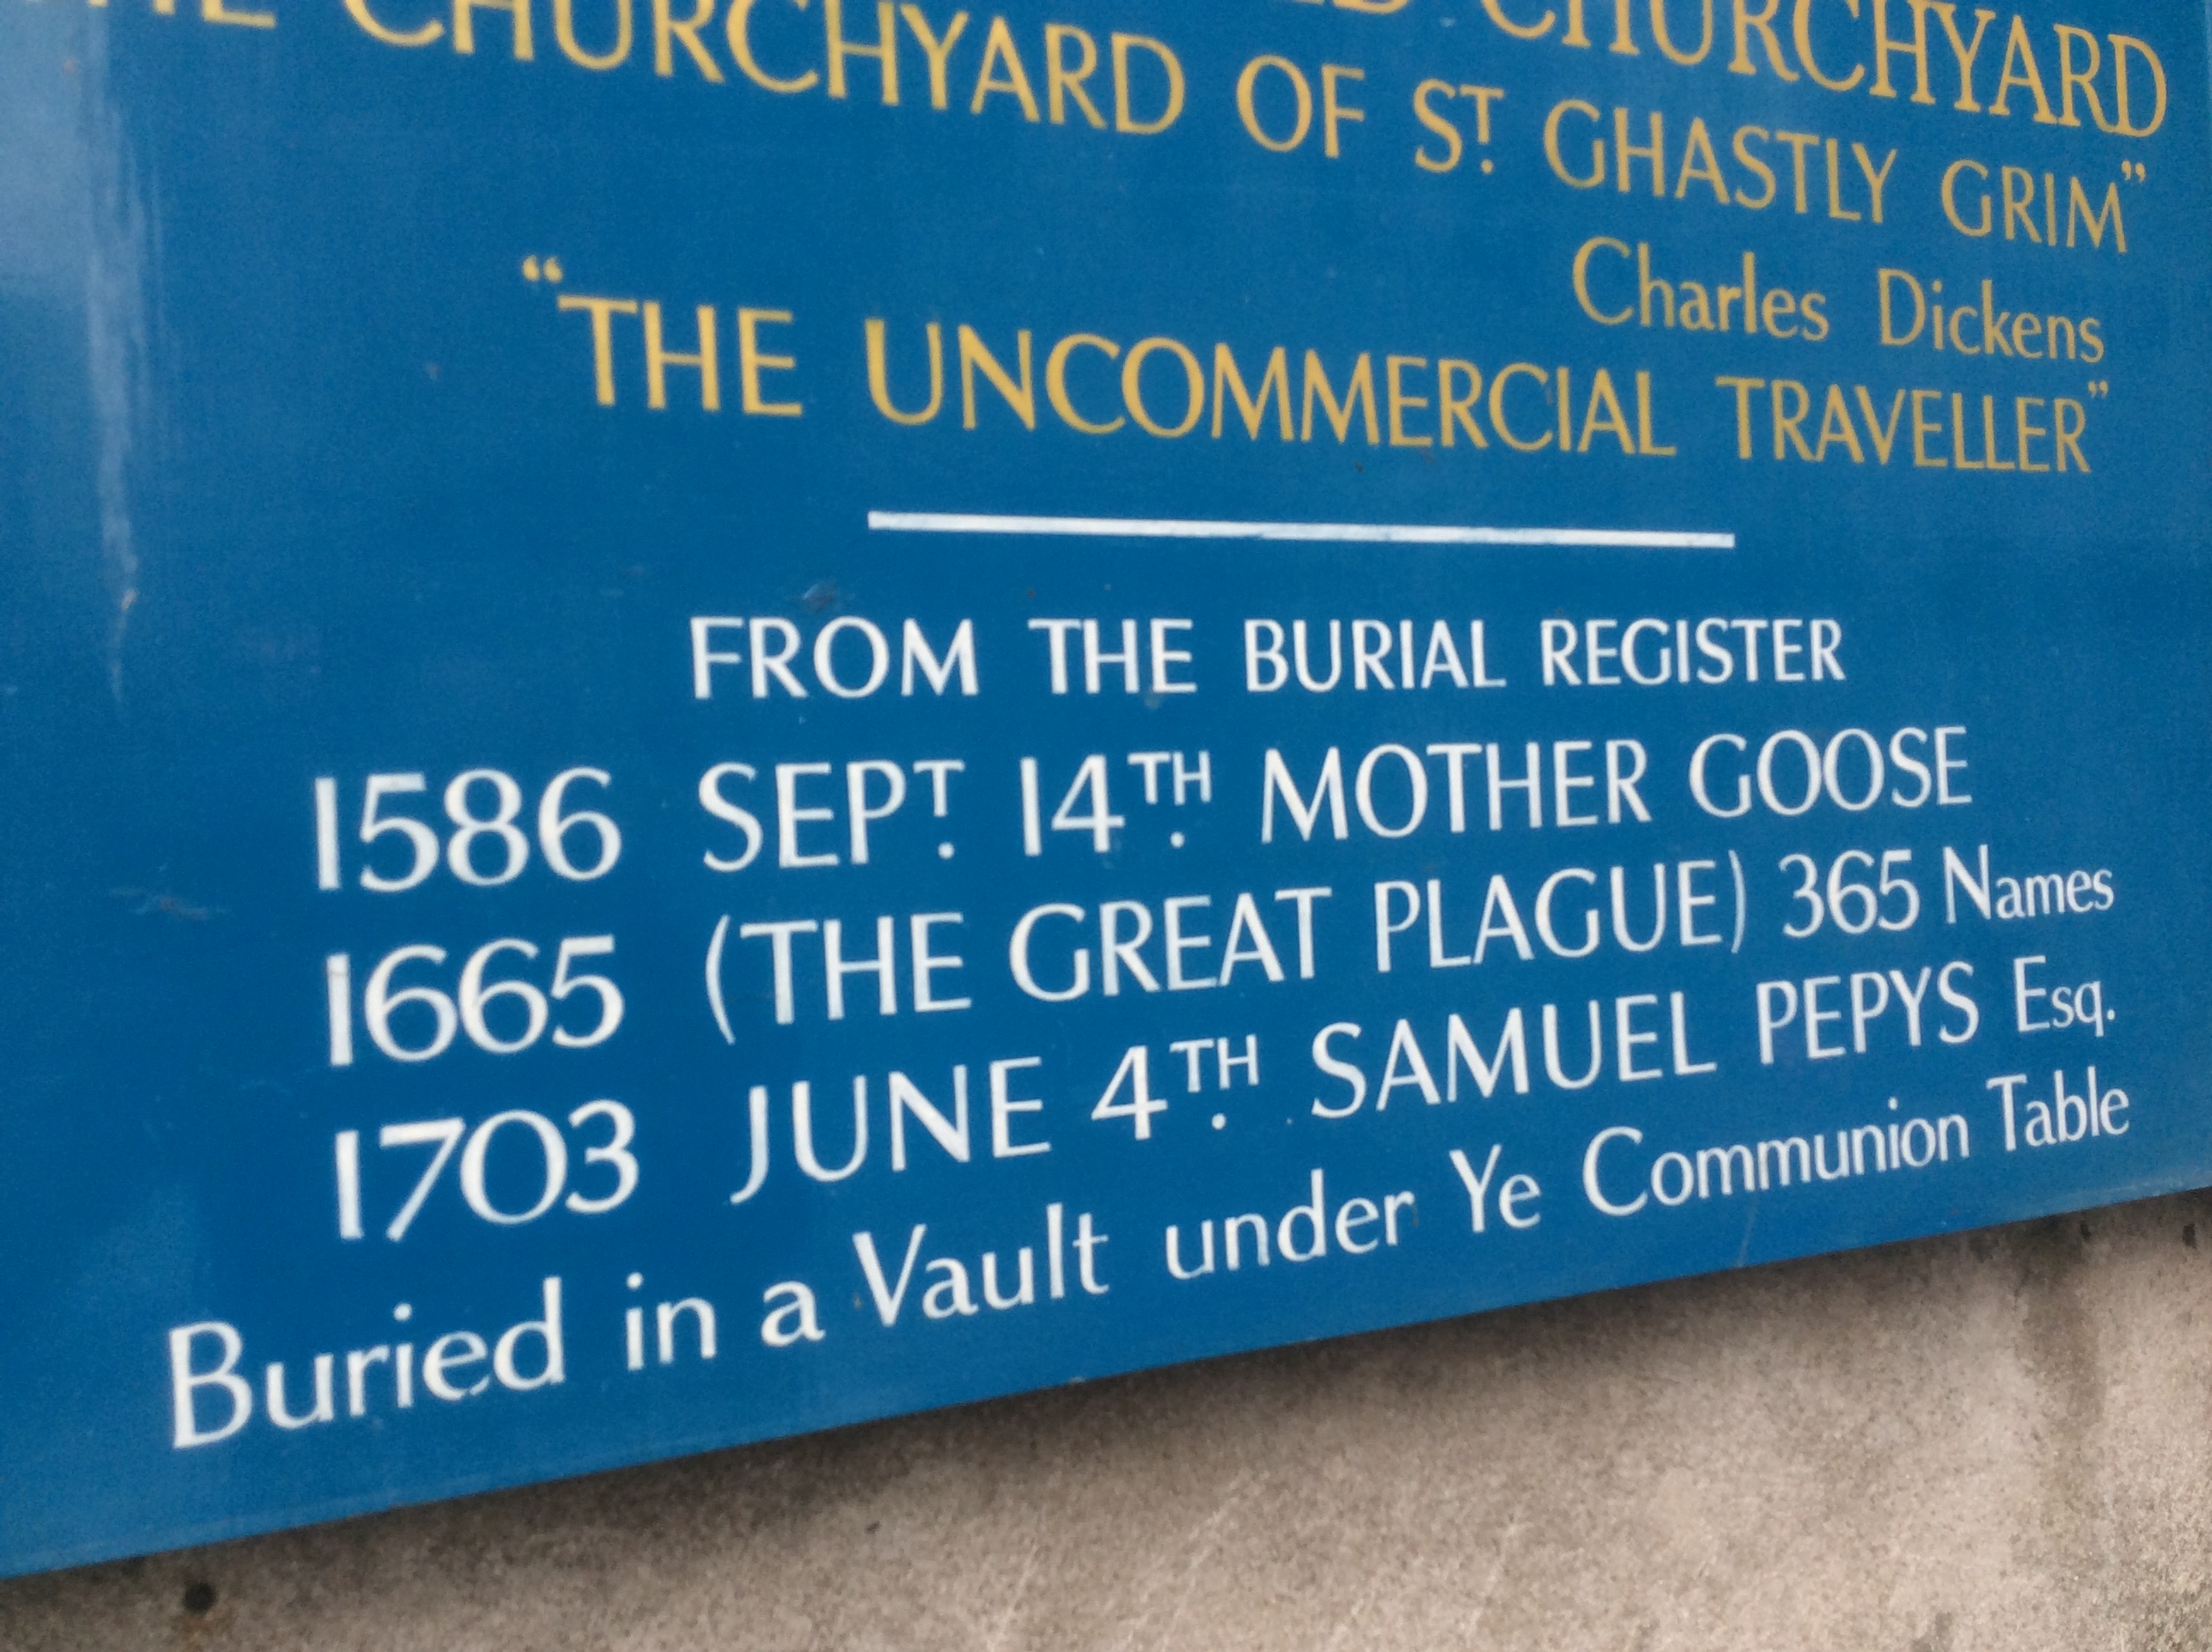 CHURCHYARD
THE CHURCHYARD OF ST. GHASTLY GRIM”
Charles Dickens
“THE UNCOMMERCIAL TRAVELLER”
FROM THE BURIAL REGISTER
1586 SEPT. 14TH. MOTHER GOOSE
1665 (THE GREAT PLAGUE) 365 Names
1703 JUNE 4TH. SAMUEL PEPYS Esq.
Buried in a Vault under Ye Communion Table